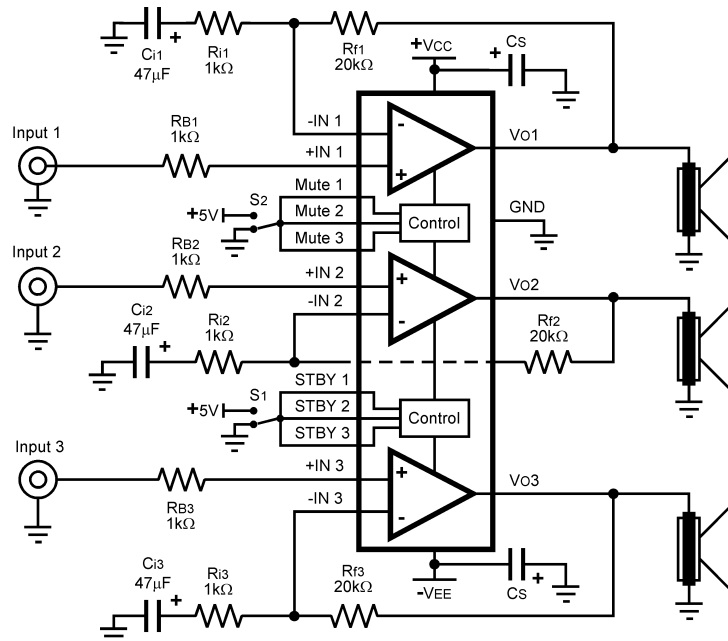 Ci1 +
47µF
Ri1
1kΩ
Rf1
20kΩ
+VCC
+ CS
Input 1
RB1
1kΩ
-IN 1
+IN 1
-
+
VO1
Mute 1
Mute 2
Mute 3
S2
+5V
Control
GND
Input 2
RB2
1kΩ
+IN 2
-IN 2
+
-
VO2
Ci2
47µF +
Ri2
1kΩ
Rf2
20kΩ
STBY 1
STBY 2
STBY 3
S1
+5V
Control
Input 3
RB3
1kΩ
+IN 3
-IN 3
+
-
VO3
Ci3
47µF +
Ri3
1kΩ
Rf3
20kΩ
-VEE
CS +